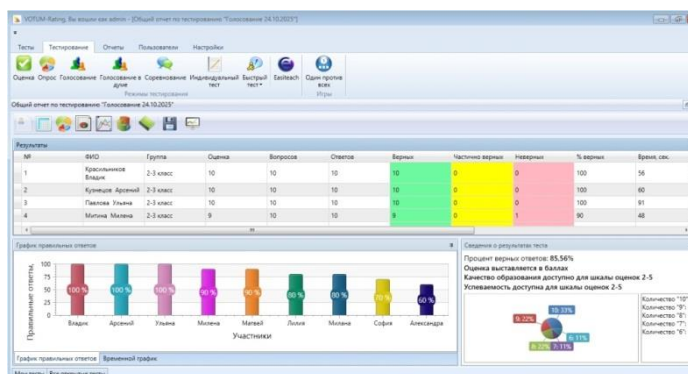 VOTUM-Rating, Вы вошли как admin - [Общий отчет по тестированию "Голосование 24.10.2025"
Тесты Тестирование Отчеты Пользователи Настройки
Оценка Опрос Голосование Голосование в думе Соревнование Индивидуальный тест Быстрый тест Easiteach Один против всех
Режимы тестирования Игры
Общий отчет по тестированию "Голосование 24.10.2025"
Результаты
№ ФИО Группа Оценка Вопросов Ответов Верных Частично верных Неверных % верных Время, сек.
1 Красильников Владик 2-3 класс 10 10 10 10 0 0 100 56
2 Кузнецов Арсений 2-3 класс 10 10 10 10 0 0 100 60
3 Павлова Ульяна 2-3 класс 10 10 10 10 0 0 100 91
4 Митина Милена 2-3 класс 9 10 10 9 0 1 90 48
График правильных ответов
Сведения о результатах теста
Правильные ответы,
100
75
50
25
0
100 % 100 % 100 % 90 % 90 % 80 % 80 % 70 % 60 %
Владик Арсений Ульяна Милена Матвей Лилия Милана София Александра
Участники
Процент верных ответов: 85,56%
Оценка выставляется в баллах
Качество образования доступно для шкалы оценок 2-5
Успеваемость доступна для шкалы оценок 2-5
10: 33%
9: 22%
6: 11%
8: 22% 7: 11%
Количество "10"
Количество "9":
Количество "8":
Количество "7":
Количество "6":
График правильных ответов Временной график